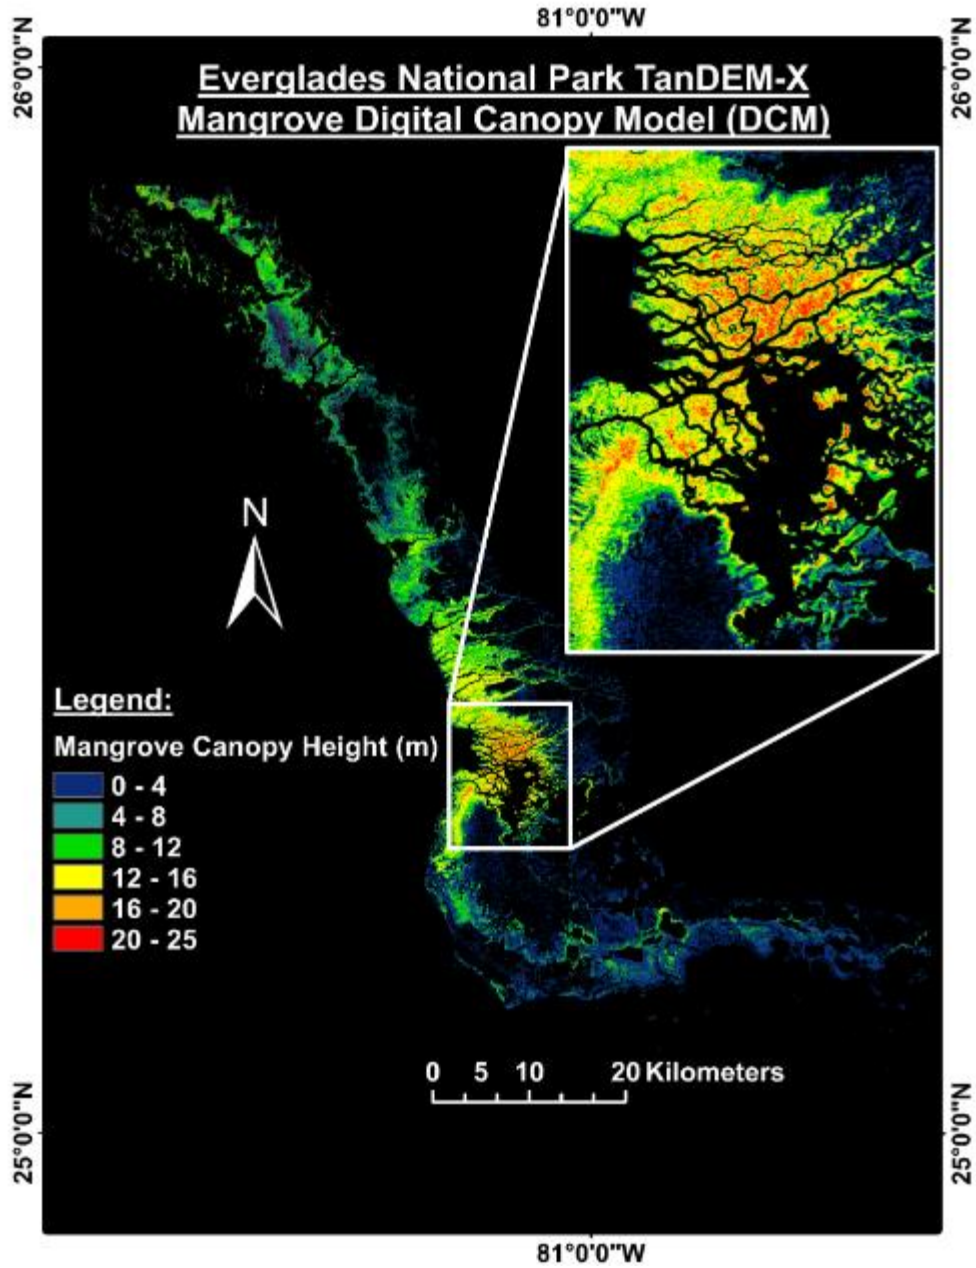 81°0'0"W
26°0'0"N
26°0'0"N
Everglades National Park TanDEM-X
Mangrove Digital Canopy Model (DCM)
N
Legend:
Mangrove Canopy Height (m)
0 - 4
4 - 8
8 - 12
12 - 16
16 - 20
20 - 25
0 5 10 20 Kilometers
25°0'0"N
25°0'0"N
81°0'0"W